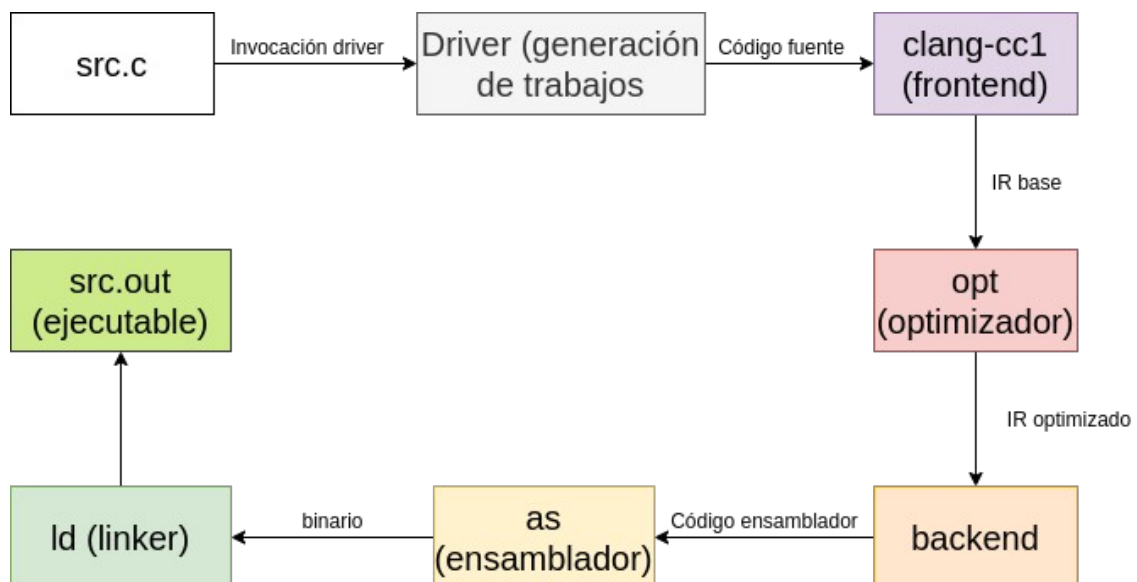 src.c
Invocación driver
Driver (generación
de trabajos
Código fuente
clang-cc1
(frontend)
IR base
opt
(optimizador)
IR optimizado
backend
Código ensamblador
as
(ensamblador)
binario
ld (linker)
src.out
(ejecutable)